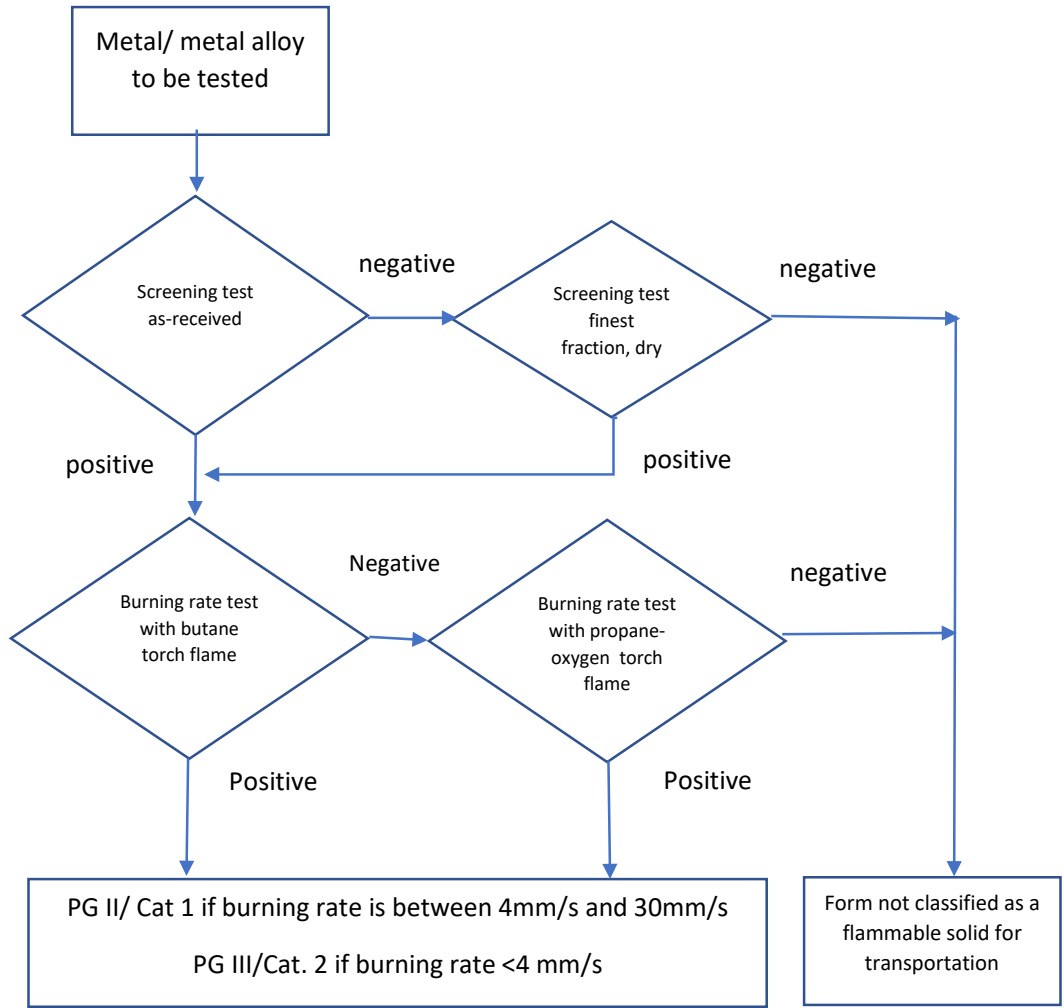 Metal/ metal alloy
to be tested
negative
negative
Screening test
as-received
Screening test
finest
fraction, dry
positive
positive
Negative
negative
Burning rate test
with butane
torch flame
Burning rate test
with propane-
oxygen torch
flame
Positive
Positive
PG II/ Cat 1 if burning rate is between 4mm/s and 30mm/s
PG III/Cat. 2 if burning rate <4 mm/s
Form not classified as a
flammable solid for
transportation